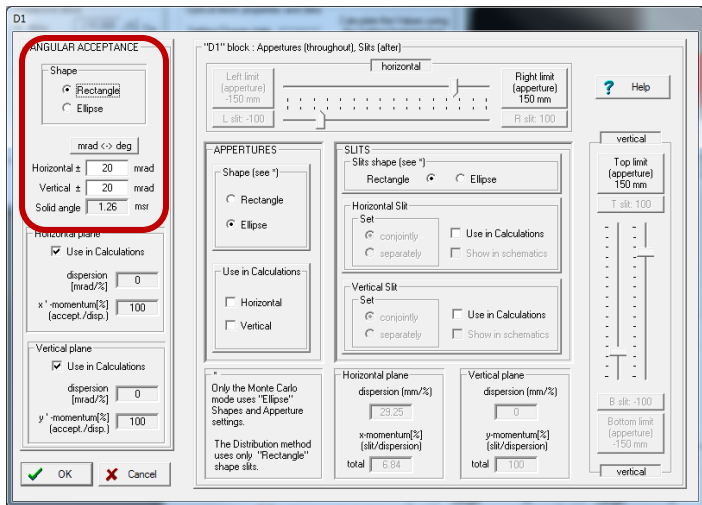 D1
ANGULAR ACCEPTANCE
Shape
Rectangle
Ellipse
mrad <-> deg
Horizontal ± 20 mrad
Vertical ± 20 mrad
Solid angle 1.26 msr
Horizontal plane
Use in Calculations
dispersion
[mrad/%] 0
x ' -momentum[%] 100
(accept./disp.)
Vertical plane
Use in Calculations
dispersion
[mrad/%] 0
y ' -momentum[%] 100
(accept./disp.)
OK Cancel
"D1" block : Appertures (throughout), Slits (after)
horizontal
Left limit
(apperture)
-150 mm
L slit: -100
Right limit
(apperture)
150 mm
R slit: 100
APPERTURES
Shape (see *)
Rectangle
Ellipse
Use in Calculations
Horizontal
Vertical
SLITS
Slits shape (see *)
Rectangle Ellipse
Horizontal Slit
Set
conjointly
separately
Use in Calculations
Show in schematics
Vertical Slit
Set
conjointly
separately
Use in Calculations
Show in schematics
*
Only the Monte Carlo
mode uses "Ellipse"
Shapes and Apperture
settings.
The Distribution method
uses only "Rectangle"
shape slits.
Horizontal plane
dispersion (mm/%)
29.25
x-momentum[%]
(slit/dispersion)
total 6.84
Vertical plane
dispersion (mm/%)
0
y-momentum[%]
(slit/dispersion)
total 100
? Help
vertical
Top limit
(apperture)
150 mm
T slit: 100
B slit: -100
Bottom limit
(apperture)
-150 mm
vertical